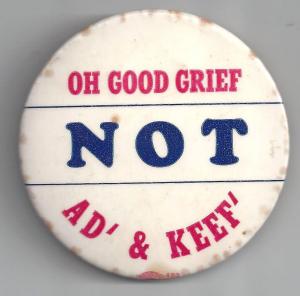 OH GOOD GRIEF
NOT
AD' & KEEF'